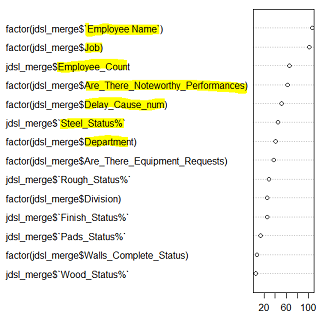 factor(jdsl_merge$`Employee Name`)
factor(jdsl_merge$Job)
jdsl_merge$Employee_Count
factor(jdsl_merge$Are_There_Noteworthy_Performances)
factor(jdsl_merge$Delay_Cause_num)
jdsl_merge$`Steel_Status%`
factor(jdsl_merge$Department)
factor(jdsl_merge$Are_There_Equipment_Requests)
jdsl_merge$`Rough_Status%`
factor(jdsl_merge$Division)
jdsl_merge$`Finish_Status%`
jdsl_merge$`Pads_Status%`
factor(jdsl_merge$Walls_Complete_Status)
jdsl_merge$`Wood_Status%`
20 60 100